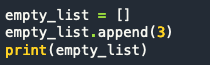 empty_list = []
empty_list.append(3)
print(empty_list)